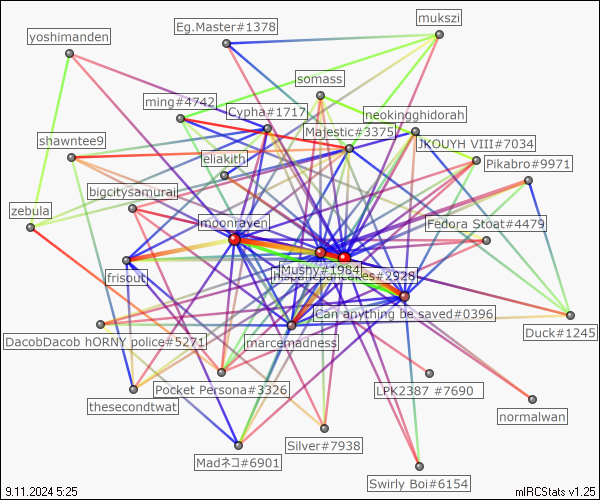 mukszi
Eg.Master#1378
yoshimanden
somass
ming#4742
Cypha#1717
neokingghidorah
Majestic#3375
shawntee9
JKOUYH VIII#7034
eliakith
Pikabro#9971
bigcitysamurai
zebula
moonraven
Fedora Stoat#4479
Mushy#1984
hispanicpancakes#2928
frisout
Can anything be saved#0396
Duck#1245
DacobDacob hORNY police#5271
marcemadness
Pocket Persona#3326
LPK2387 #7690
thesecondtwat
normalwan
Silver#7938
Madネコ#6901
Swirly Boi#6154
9.11.2024 5:25
mIRCStats v1.25